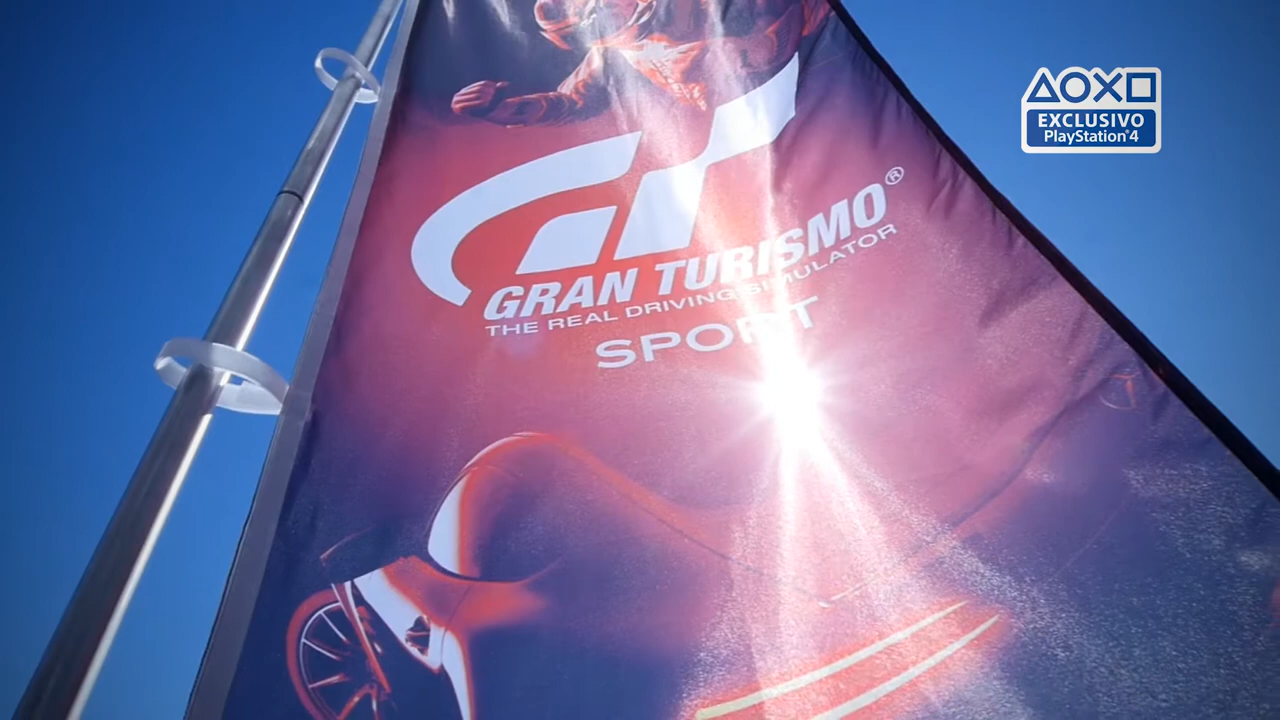 EXCLUSIVO
PlayStation®4
GRAN TURISMO®
THE REAL DRIVING SIMULATOR
SPORT